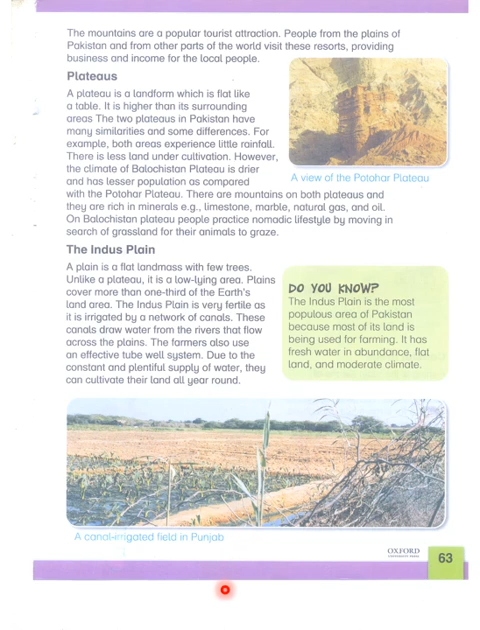 The mountains are a popular tourist attraction. People from the plains of
Pakistan and from other parts of the world visit these resorts, providing
business and income for the local people.
Plateaus
A plateau is a landform which is flat like
a table. It is higher than its surrounding
areas The two plateaus in Pakistan have
many similarities and some differences. For
example, both areas experience little rainfall.
There is less land under cultivation. However,
the climate of Balochistan Plateau is drier
and has lesser population as compared
with the Potohar Plateau. There are mountains on both plateaus and
they are rich in minerals e.g., limestone, marble, natural gas, and oil.
On Balochistan plateau people practice nomadic lifestyle by moving in
search of grassland for their animals to graze.
A view of the Potohar Plateau
The Indus Plain
A plain is a flat landmass with few trees.
Unlike a plateau, it is a low-lying area. Plains
cover more than one-third of the Earth's
land area. The Indus Plain is very fertile as
it is irrigated by a network of canals. These
canals draw water from the rivers that flow
across the plains. The farmers also use
an effective tube well system. Due to the
constant and plentiful supply of water, they
can cultivate their land all year round.
DO YOU KNOW?
The Indus Plain is the most
populous area of Pakistan
because most of its land is
being used for farming. It has
fresh water in abundance, flat
land, and moderate climate.
A canal-irrigated field in Punjab
OXFORD
UNIVERSITY PRESS
63